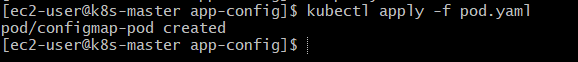 [ec2-user@k8s-master app-config]$ kubectl apply -f pod.yaml
pod/configmap-pod created
[ec2-user@k8s-master app-config]$